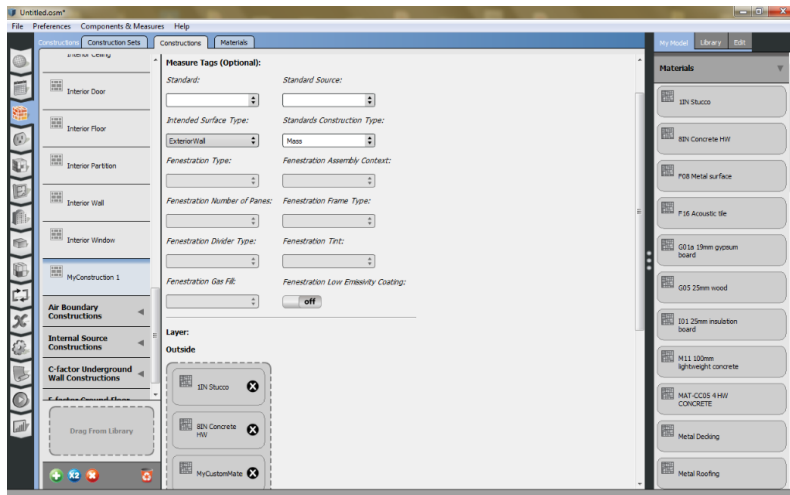 Untitled.osm*
File Preferences Components & Measures Help
Constructions
Construction Sets
Constructions
Materials
My Model
Library
Edit
Interior Ceiling
Interior Door
Interior Floor
Interior Partition
Interior Wall
Interior Window
MyConstruction 1
Air Boundary
Constructions
Internal Source
Constructions
C-factor Underground
Wall Constructions
F-factor Ground Floor
Drag From Library
x2
Measure Tags (Optional):
Standard: Standard Source:
Intended Surface Type: Standards Construction Type:
ExteriorWall Mass
Fenestration Type: Fenestration Assembly Context:
Fenestration Number of Panes: Fenestration Frame Type:
Fenestration Divider Type: Fenestration Tint:
Fenestration Gas Fill: Fenestration Low Emissivity Coating:
off
Layer:
Outside
1IN Stucco
8IN Concrete
HW
MyCustomMate
Materials
1IN Stucco
8IN Concrete HW
F08 Metal surface
F16 Acoustic tile
G01a 19mm gypsum
board
G05 25mm wood
I01 25mm insulation
board
M11 100mm
lightweight concrete
MAT-CC05 4 HW
CONCRETE
Metal Decking
Metal Roofing